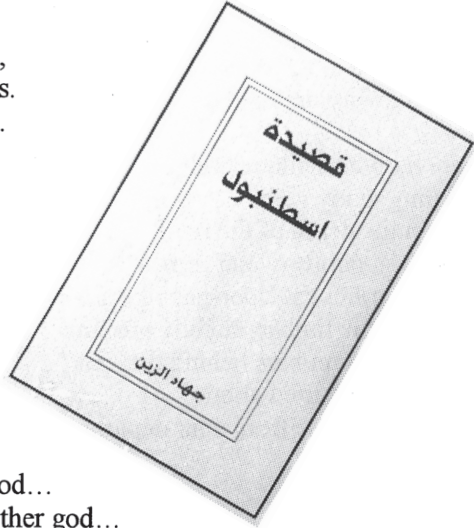 ,
s.
.
قصيدة
اسطنبول
جهاد الزين
od...
ther god...